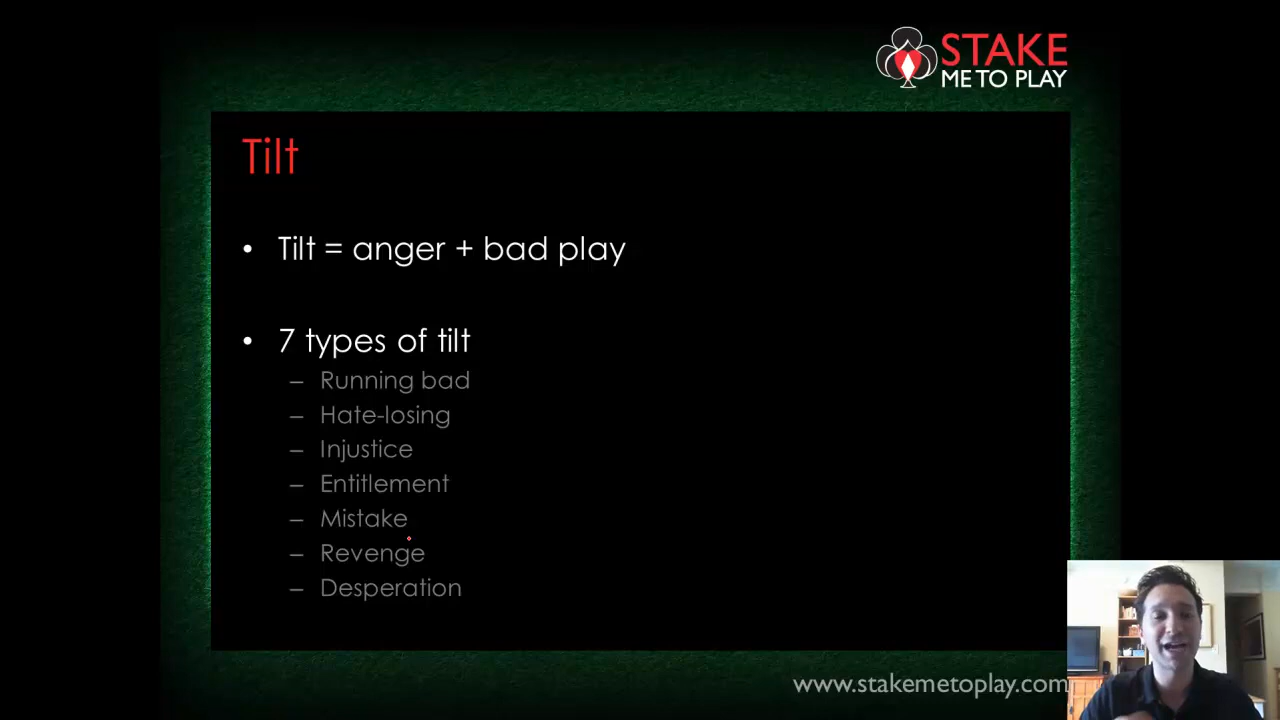 STAKE
ME TO PLAY
Tilt
• Tilt = anger + bad play
• 7 types of tilt
– Running bad
– Hate-losing
– Injustice
– Entitlement
– Mistake
– Revenge
– Desperation
www.stakemetoplay.com